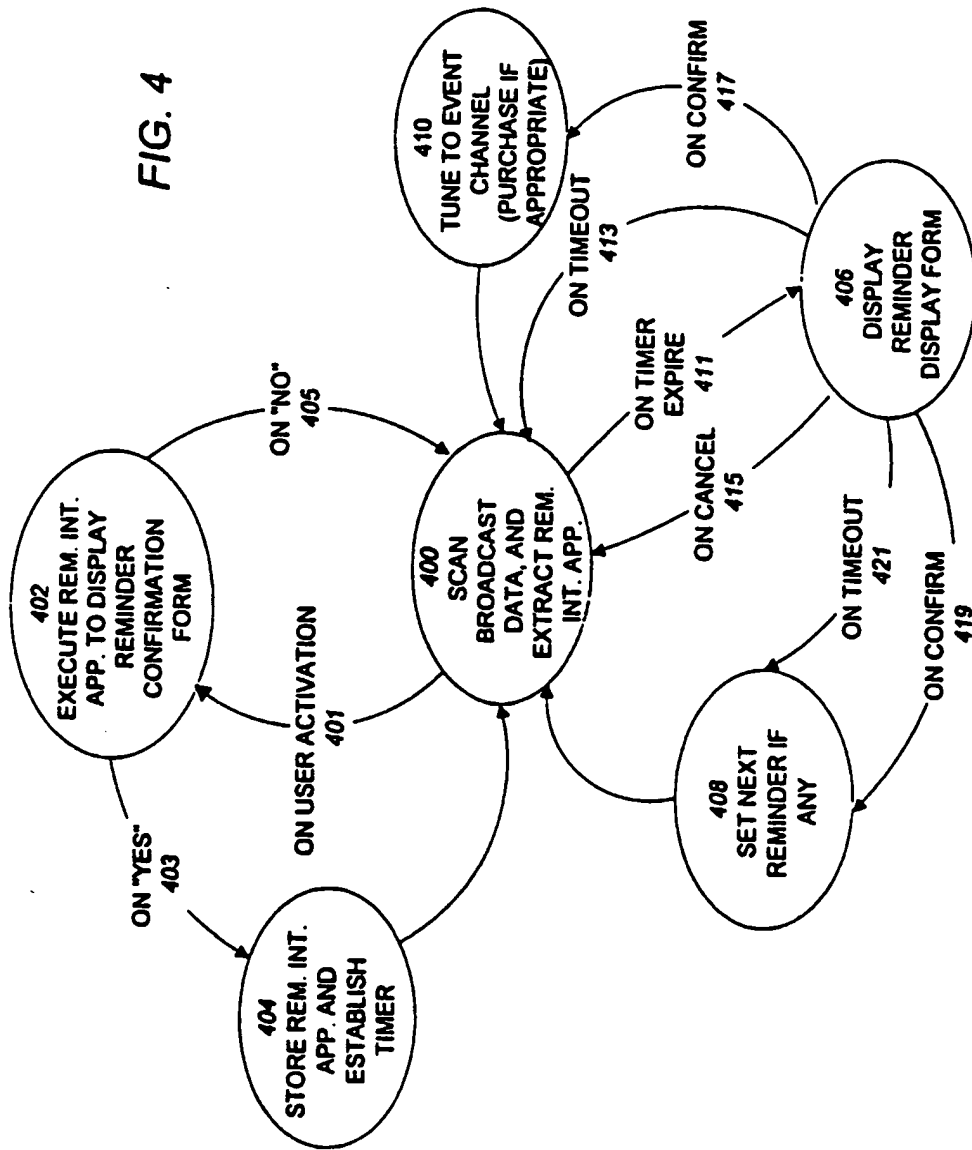 FIG. 4
402
EXECUTE REM. INT.
APP. TO DISPLAY
REMINDER
CONFIRMATION
FORM
ON "YES"
403
ON "NO"
405
404
STORE REM. INT.
APP. AND
ESTABLISH
TIMER
ON USER ACTIVATION
401
400
SCAN
BROADCAST
DATA, AND
EXTRACT REM.
INT. APP.
410
TUNE TO EVENT
CHANNEL
(PURCHASE IF
APPROPRIATE)
ON TIMEOUT
413
ON CONFIRM
417
ON TIMER
EXPIRE
411
ON CANCEL
415
406
DISPLAY
REMINDER
DISPLAY FORM
408
SET NEXT
REMINDER IF
ANY
ON TIMEOUT
421
ON CONFIRM
419